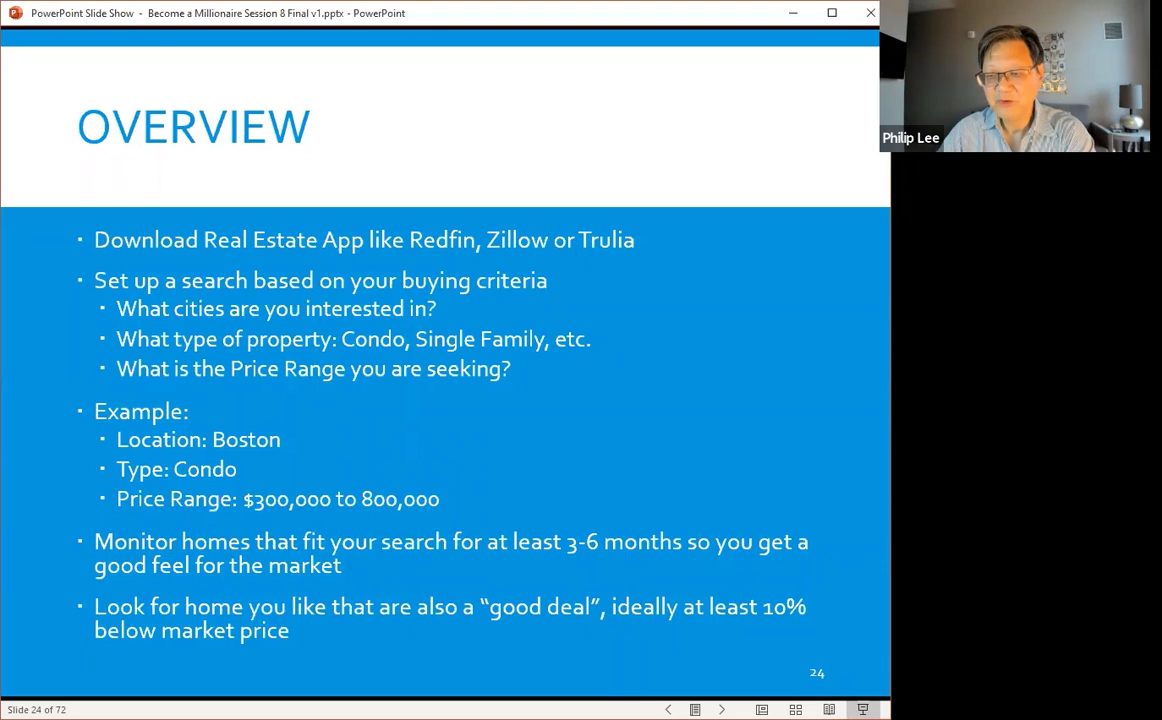 PowerPoint Slide Show - Become a Millionaire Session 8 Final v1.pptx - PowerPoint
Philip Lee
OVERVIEW
Download Real Estate App like Redfin, Zillow or Trulia
Set up a search based on your buying criteria
What cities are you interested in?
What type of property: Condo, Single Family, etc.
What is the Price Range you are seeking?
Example:
Location: Boston
Type: Condo
Price Range: $300,000 to 800,000
Monitor homes that fit your search for at least 3-6 months so you get a
good feel for the market
Look for home you like that are also a “good deal”, ideally at least 10%
below market price
24
Slide 24 of 72